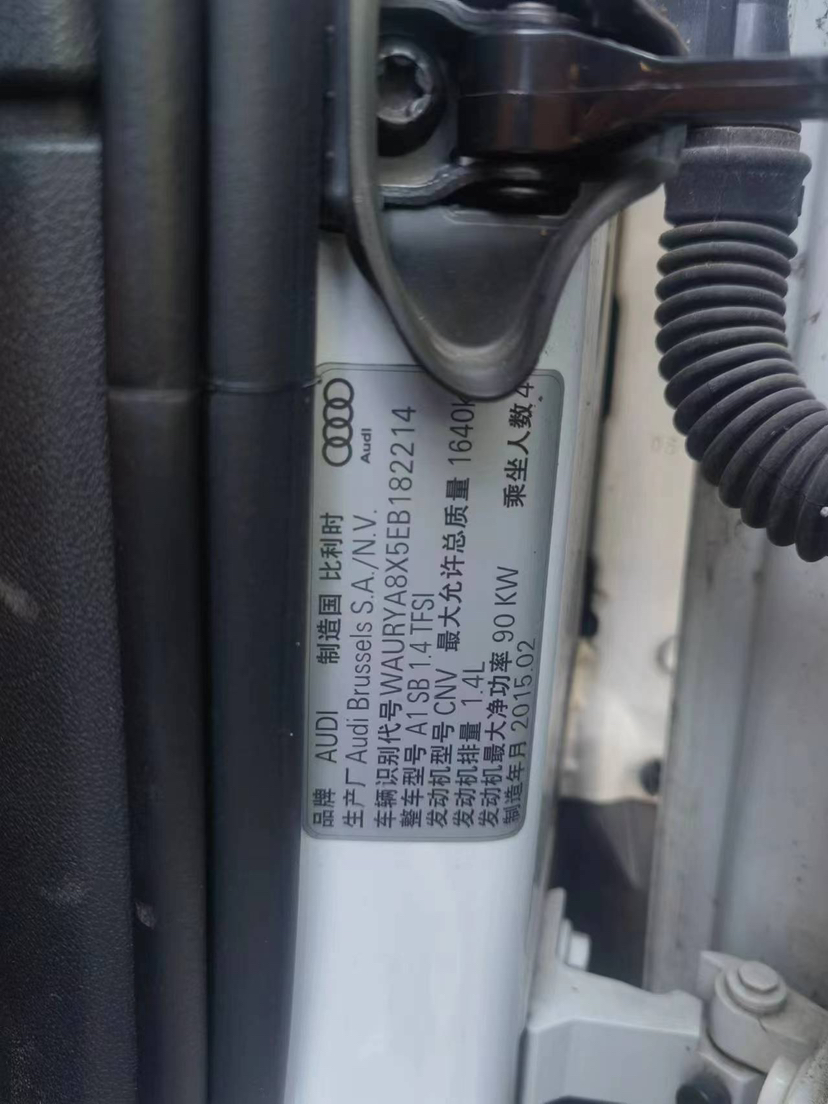 品牌 AUDI 制造国 比利时 Audi
生产厂 Audi Brussels S.A./N.V.
车辆识别代号 WAURYA8X5EB182214
整车型号 A1 SB 1.4 TFSI
发动机型号 CNV 最大允许总质量 1640k
发动机排量 1.4L
发动机最大净功率 90 KW 乘坐人数 4
制造年月 2015.02